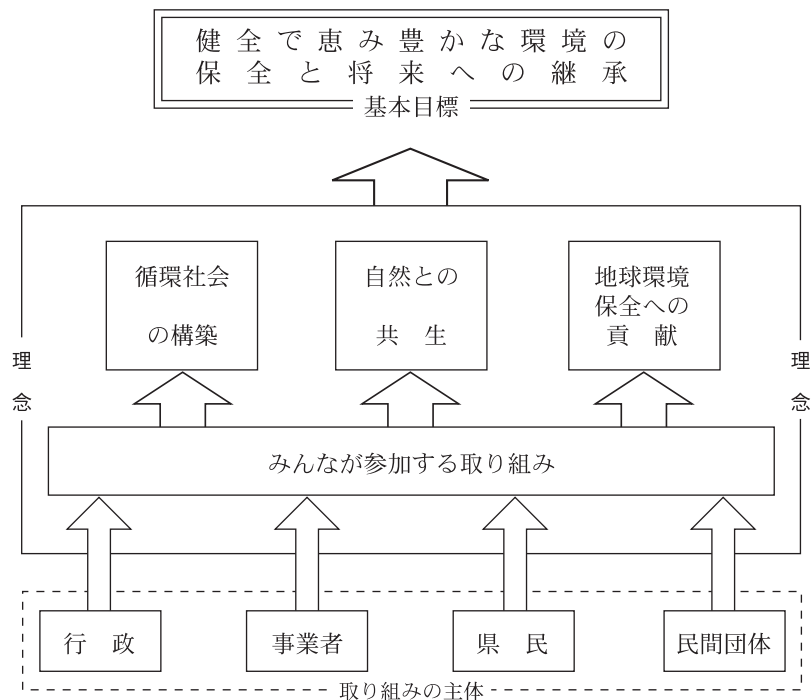 健全で恵み豊かな環境の
保全と将来への継承
基本目標
循環社会
の構築
自然との
共生
地球環境
保全への
貢献
理念
理念
みんなが参加する取り組み
行政
事業者
県民
民間団体
取り組みの主体